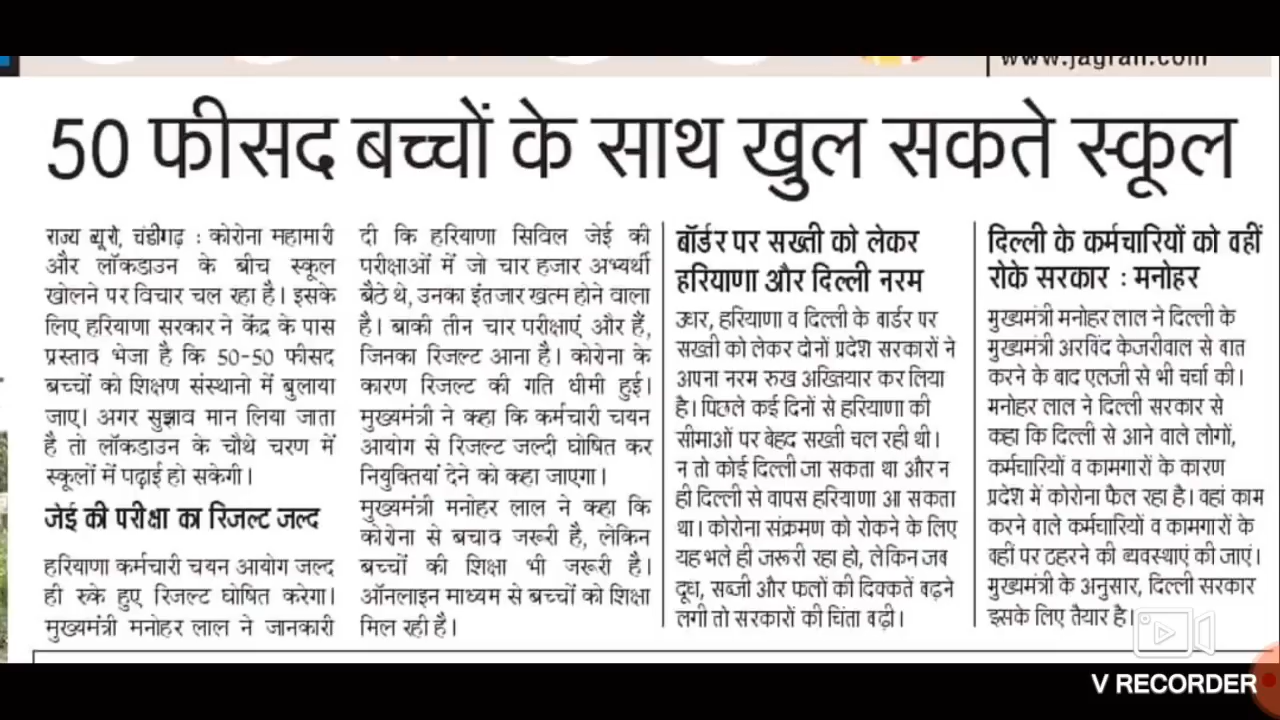 www.jagran.com
50 फीसद बच्चों के साथ खुल सकते स्कूल
राज्य ब्यूरो, चंडीगढ़ : कोरोना महामारी
और लॉकडाउन के बीच स्कूल
खोलने पर विचार चल रहा है। इसके
लिए हरियाणा सरकार ने केंद्र के पास
प्रस्ताव भेजा है कि 50-50 फीसद
बच्चों को शिक्षण संस्थानो में बुलाया
जाए। अगर सुझाव मान लिया जाता
है तो लॉकडाउन के चौथे चरण में
स्कूलों में पढ़ाई हो सकेगी।
जेई की परीक्षा का रिजल्ट जल्द
हरियाणा कर्मचारी चयन आयोग जल्द
ही रुके हुए रिजल्ट घोषित करेगा।
मुख्यमंत्री मनोहर लाल ने जानकारी
दी कि हरियाणा सिविल जेई की
परीक्षाओं में जो चार हजार अभ्यर्थी
बैठे थे, उनका इंतजार खत्म होने वाला
है। बाकी तीन चार परीक्षाएं और हैं,
जिनका रिजल्ट आना है। कोरोना के
कारण रिजल्ट की गति धीमी हुई।
मुख्यमंत्री ने कहा कि कर्मचारी चयन
आयोग से रिजल्ट जल्दी घोषित कर
नियुक्तियां देने को कहा जाएगा।
मुख्यमंत्री मनोहर लाल ने कहा कि
कोरोना से बचाव जरूरी है, लेकिन
बच्चों की शिक्षा भी जरूरी है।
ऑनलाइन माध्यम से बच्चों को शिक्षा
मिल रही है।
बॉर्डर पर सख्ती को लेकर
हरियाणा और दिल्ली नरम
उधर, हरियाणा व दिल्ली के बार्डर पर
सख्ती को लेकर दोनों प्रदेश सरकारों ने
अपना नरम रुख अख्तियार कर लिया
है। पिछले कई दिनों से हरियाणा की
सीमाओं पर बेहद सख्ती चल रही थी।
न तो कोई दिल्ली जा सकता था और न
ही दिल्ली से वापस हरियाणा आ सकता
था। कोरोना संक्रमण को रोकने के लिए
यह भले ही जरूरी रहा हो, लेकिन जब
दूध, सब्जी और फलों की दिक्कतें बढ़ने
लगी तो सरकारों की चिंता बढ़ी।
दिल्ली के कर्मचारियों को वहीं
रोके सरकार : मनोहर
मुख्यमंत्री मनोहर लाल ने दिल्ली के
मुख्यमंत्री अरविंद केजरीवाल से बात
करने के बाद एलजी से भी चर्चा की।
मनोहर लाल ने दिल्ली सरकार से
कहा कि दिल्ली से आने वाले लोगों,
कर्मचारियों व कामगारों के कारण
प्रदेश में कोरोना फैल रहा है। वहां काम
करने वाले कर्मचारियों व कामगारों के
वहीं पर ठहरने की व्यवस्थाएं की जाएं।
मुख्यमंत्री के अनुसार, दिल्ली सरकार
इसके लिए तैयार है।
V RECORDER